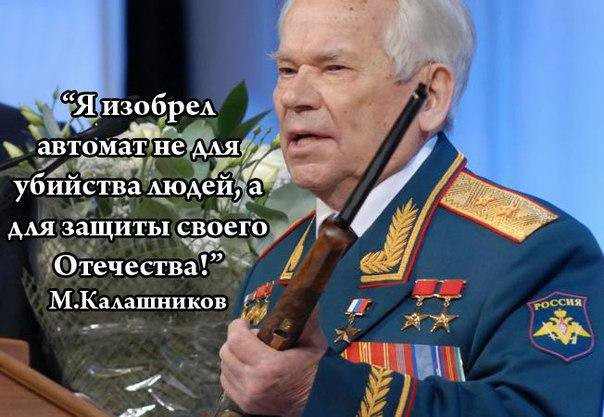 “Я изобрел
автомат не для
убийства людей, а
для защиты своего
Отечества!”
М.Калашников
РОССИЯ